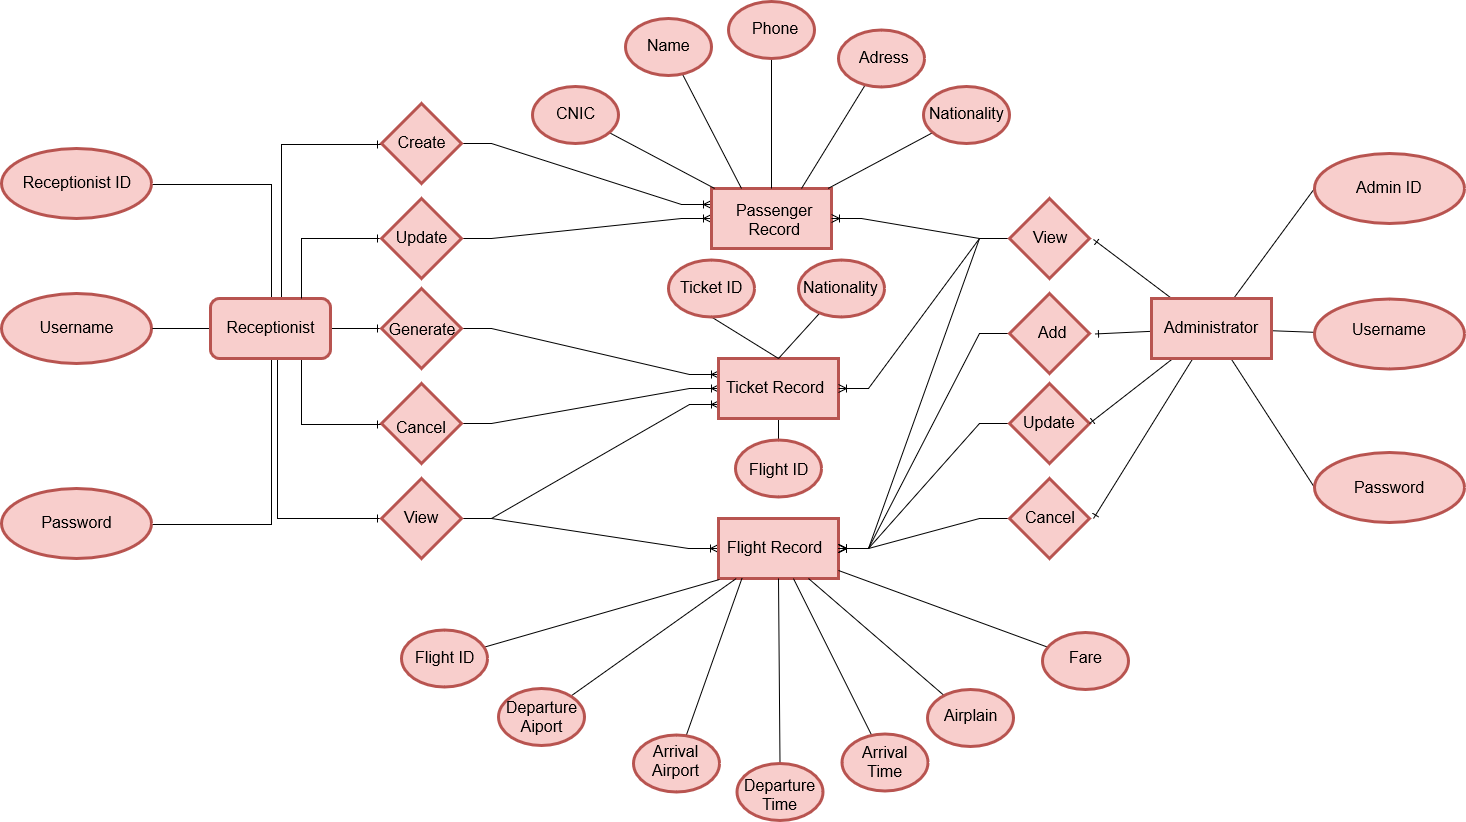 Phone
Name
Adress
CNIC
Nationality
Create
Receptionist ID
Admin ID
Passenger
Record
Update
View
Ticket ID
Nationality
Username
Receptionist
Generate
Add
Administrator
Username
Ticket Record
Cancel
Update
Flight ID
Password
View
Cancel
Password
Flight Record
Flight ID
Fare
Departure
Aiport
Airplain
Arrival
Airport
Arrival
Time
Departure
Time